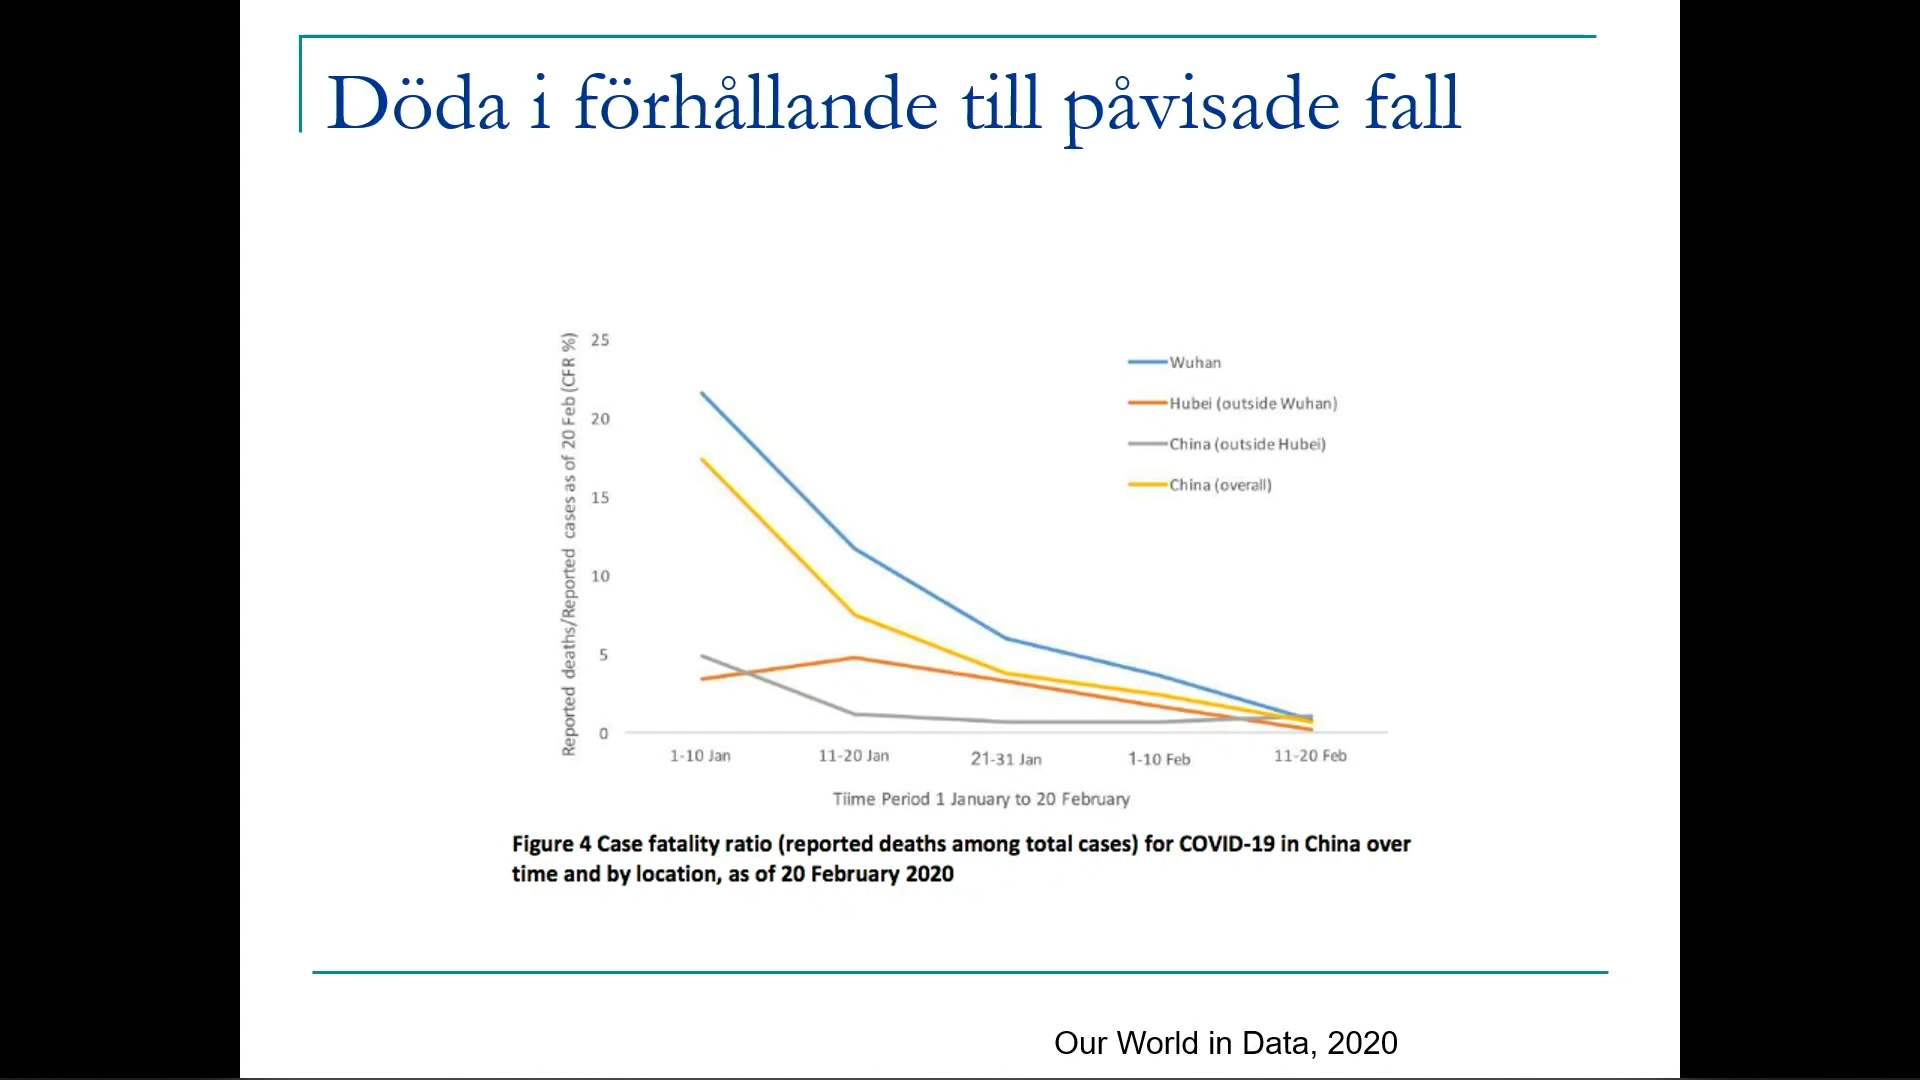 Döda i förhållande till påvisade fall
Reported deaths/Reported cases as of 20 Feb (CFR %)
25
20
15
10
5
0
Wuhan
Hubei (outside Wuhan)
China (outside Hubei)
China (overall)
1-10 Jan
11-20 Jan
21-31 Jan
1-10 Feb
11-20 Feb
Tiime Period 1 January to 20 February
Figure 4 Case fatality ratio (reported deaths among total cases) for COVID-19 in China over
time and by location, as of 20 February 2020
Our World in Data, 2020